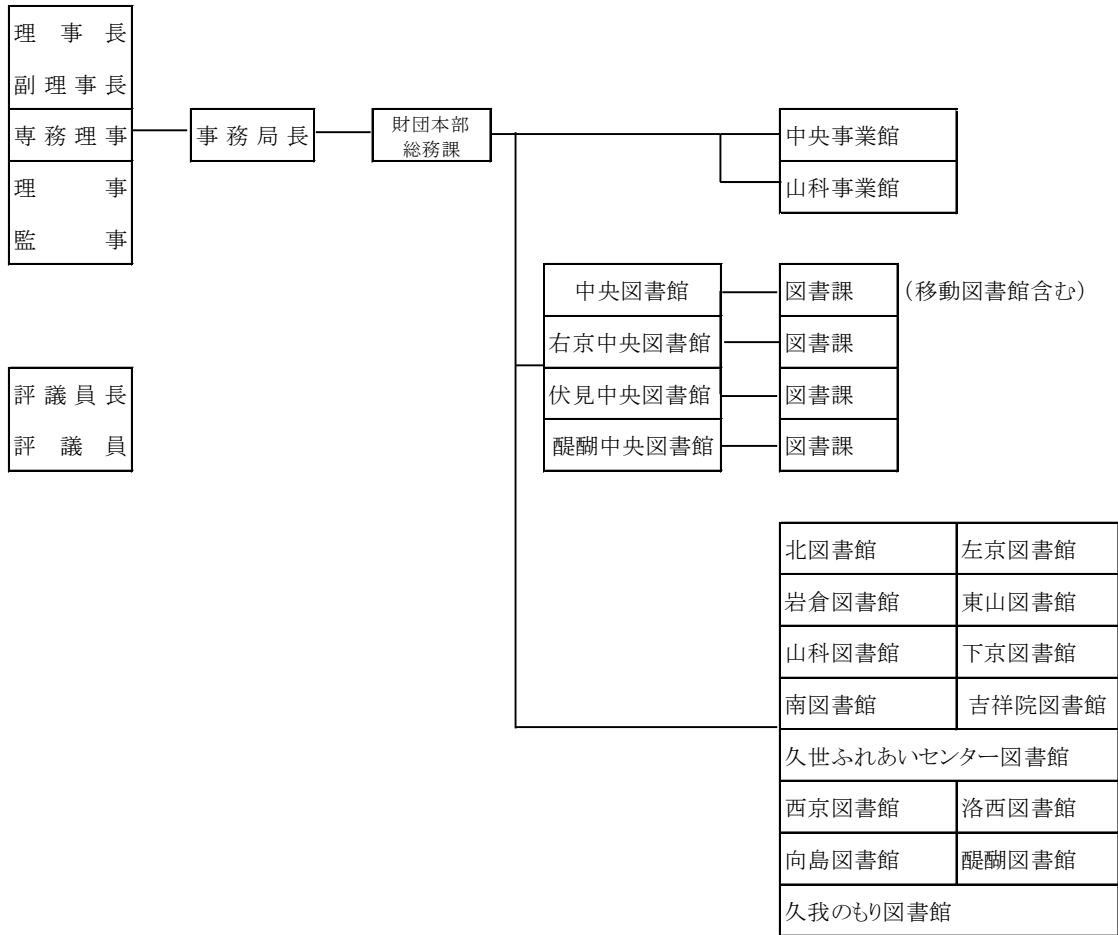 理事長
副理事長
専務理事
理事
監事
事務局長
財団本部
総務課
中央事業館
山科事業館
中央図書館
図書課
(移動図書館含む)
右京中央図書館
図書課
伏見中央図書館
図書課
醍醐中央図書館
図書課
評議員長
評議員
北図書館
左京図書館
岩倉図書館
東山図書館
山科図書館
下京図書館
南図書館
吉祥院図書館
久世ふれあいセンター図書館
西京図書館
洛西図書館
向島図書館
醍醐図書館
久我のもり図書館